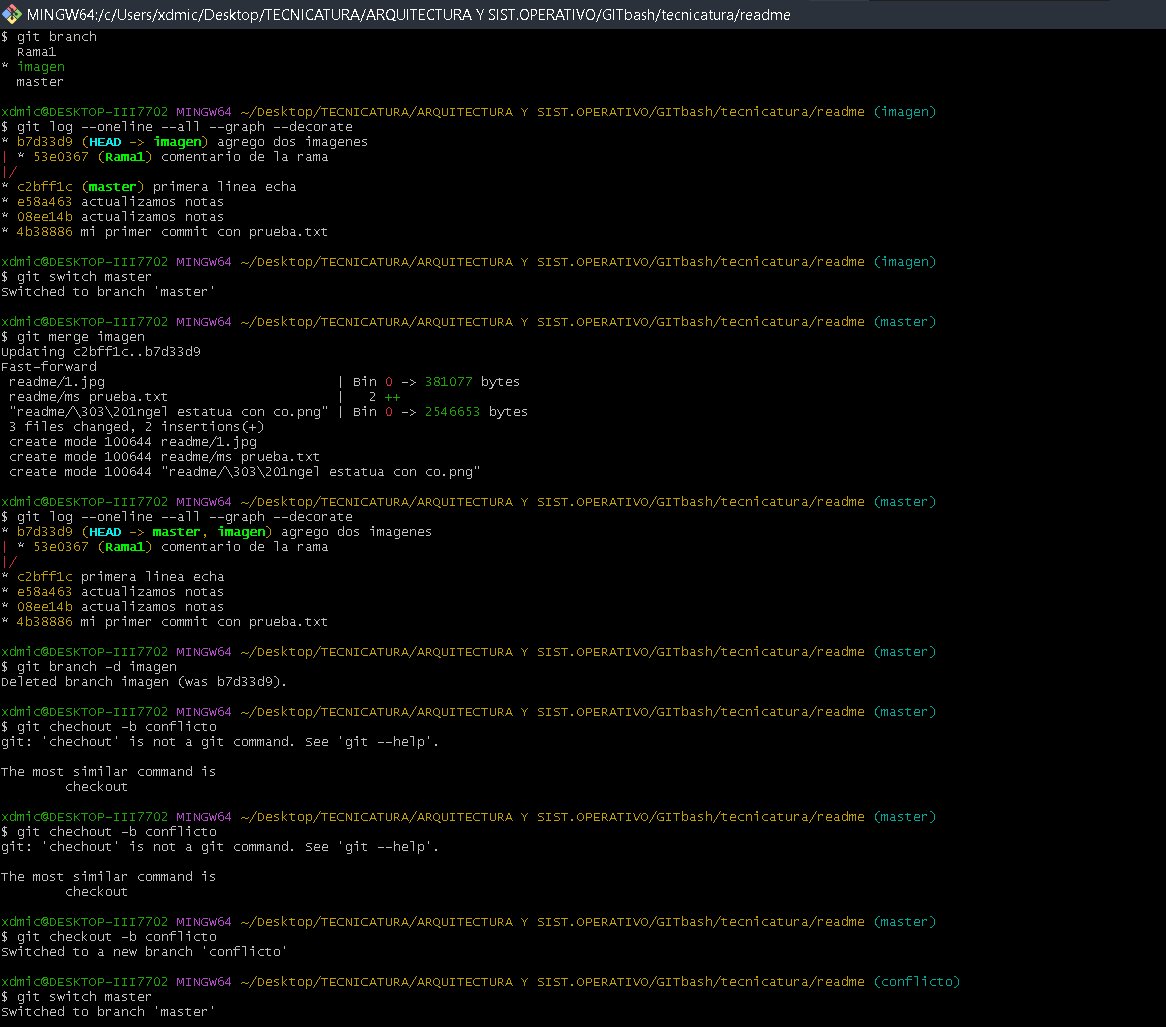 MINGW64:/c/Users/xdmic/Desktop/TECNICATURA/ARQUITECTURA Y SIST.OPERATIVO/GITbash/tecnicatura/readme
$ git branch
  Rama1
* imagen
  master

xdmic@DESKTOP-III7702 MINGW64 ~/Desktop/TECNICATURA/ARQUITECTURA Y SIST.OPERATIVO/GITbash/tecnicatura/readme (imagen)
$ git log --oneline --all --graph --decorate
* b7d33d9 (HEAD -> imagen) agrego dos imagenes
| * 53e0367 (Rama1) comentario de la rama
|/
* c2bff1c (master) primera linea echa
* e58a463 actualizamos notas
* 08ee14b actualizamos notas
* 4b38886 mi primer commit con prueba.txt

xdmic@DESKTOP-III7702 MINGW64 ~/Desktop/TECNICATURA/ARQUITECTURA Y SIST.OPERATIVO/GITbash/tecnicatura/readme (imagen)
$ git switch master
Switched to branch 'master'

xdmic@DESKTOP-III7702 MINGW64 ~/Desktop/TECNICATURA/ARQUITECTURA Y SIST.OPERATIVO/GITbash/tecnicatura/readme (master)
$ git merge imagen
Updating c2bff1c..b7d33d9
Fast-forward
 readme/1.jpg                             | Bin 0 -> 381077 bytes
 readme/ms prueba.txt                     |   2 ++
 "readme/\303\201ngel estatua con co.png" | Bin 0 -> 2546653 bytes
 3 files changed, 2 insertions(+)
 create mode 100644 readme/1.jpg
 create mode 100644 readme/ms prueba.txt
 create mode 100644 "readme/\303\201ngel estatua con co.png"

xdmic@DESKTOP-III7702 MINGW64 ~/Desktop/TECNICATURA/ARQUITECTURA Y SIST.OPERATIVO/GITbash/tecnicatura/readme (master)
$ git log --oneline --all --graph --decorate
* b7d33d9 (HEAD -> master, imagen) agrego dos imagenes
| * 53e0367 (Rama1) comentario de la rama
|/
* c2bff1c primera linea echa
* e58a463 actualizamos notas
* 08ee14b actualizamos notas
* 4b38886 mi primer commit con prueba.txt

xdmic@DESKTOP-III7702 MINGW64 ~/Desktop/TECNICATURA/ARQUITECTURA Y SIST.OPERATIVO/GITbash/tecnicatura/readme (master)
$ git branch -d imagen
Deleted branch imagen (was b7d33d9).

xdmic@DESKTOP-III7702 MINGW64 ~/Desktop/TECNICATURA/ARQUITECTURA Y SIST.OPERATIVO/GITbash/tecnicatura/readme (master)
$ git chechout -b conflicto
git: 'chechout' is not a git command. See 'git --help'.

The most similar command is
        checkout

xdmic@DESKTOP-III7702 MINGW64 ~/Desktop/TECNICATURA/ARQUITECTURA Y SIST.OPERATIVO/GITbash/tecnicatura/readme (master)
$ git chechout -b conflicto
git: 'chechout' is not a git command. See 'git --help'.

The most similar command is
        checkout

xdmic@DESKTOP-III7702 MINGW64 ~/Desktop/TECNICATURA/ARQUITECTURA Y SIST.OPERATIVO/GITbash/tecnicatura/readme (master)
$ git checkout -b conflicto
Switched to a new branch 'conflicto'

xdmic@DESKTOP-III7702 MINGW64 ~/Desktop/TECNICATURA/ARQUITECTURA Y SIST.OPERATIVO/GITbash/tecnicatura/readme (conflicto)
$ git switch master
Switched to branch 'master'